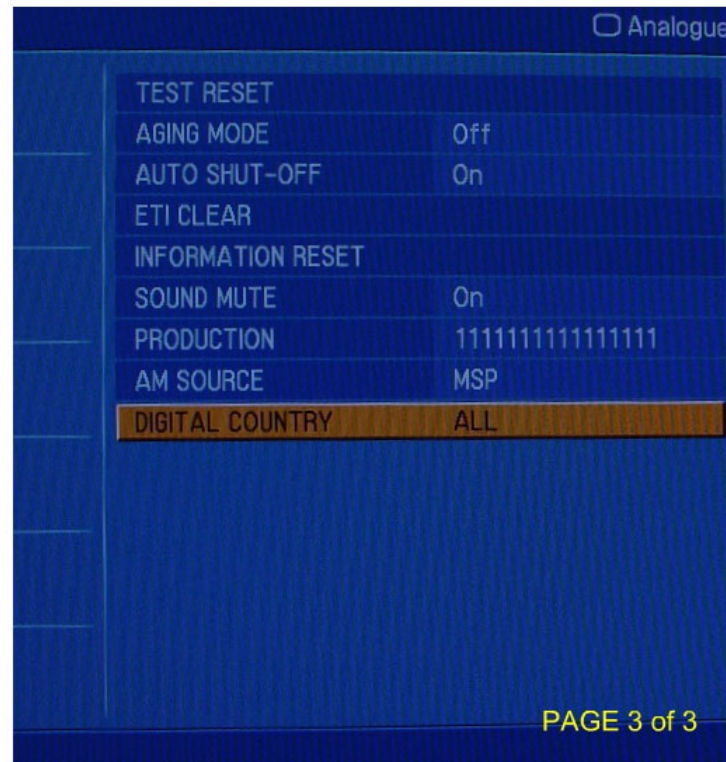 Analogue
TEST RESET
AGING MODE Off
AUTO SHUT-OFF On
ETI CLEAR
INFORMATION RESET
SOUND MUTE On
PRODUCTION 1111111111111111
AM SOURCE MSP
DIGITAL COUNTRY ALL
PAGE 3 of 3